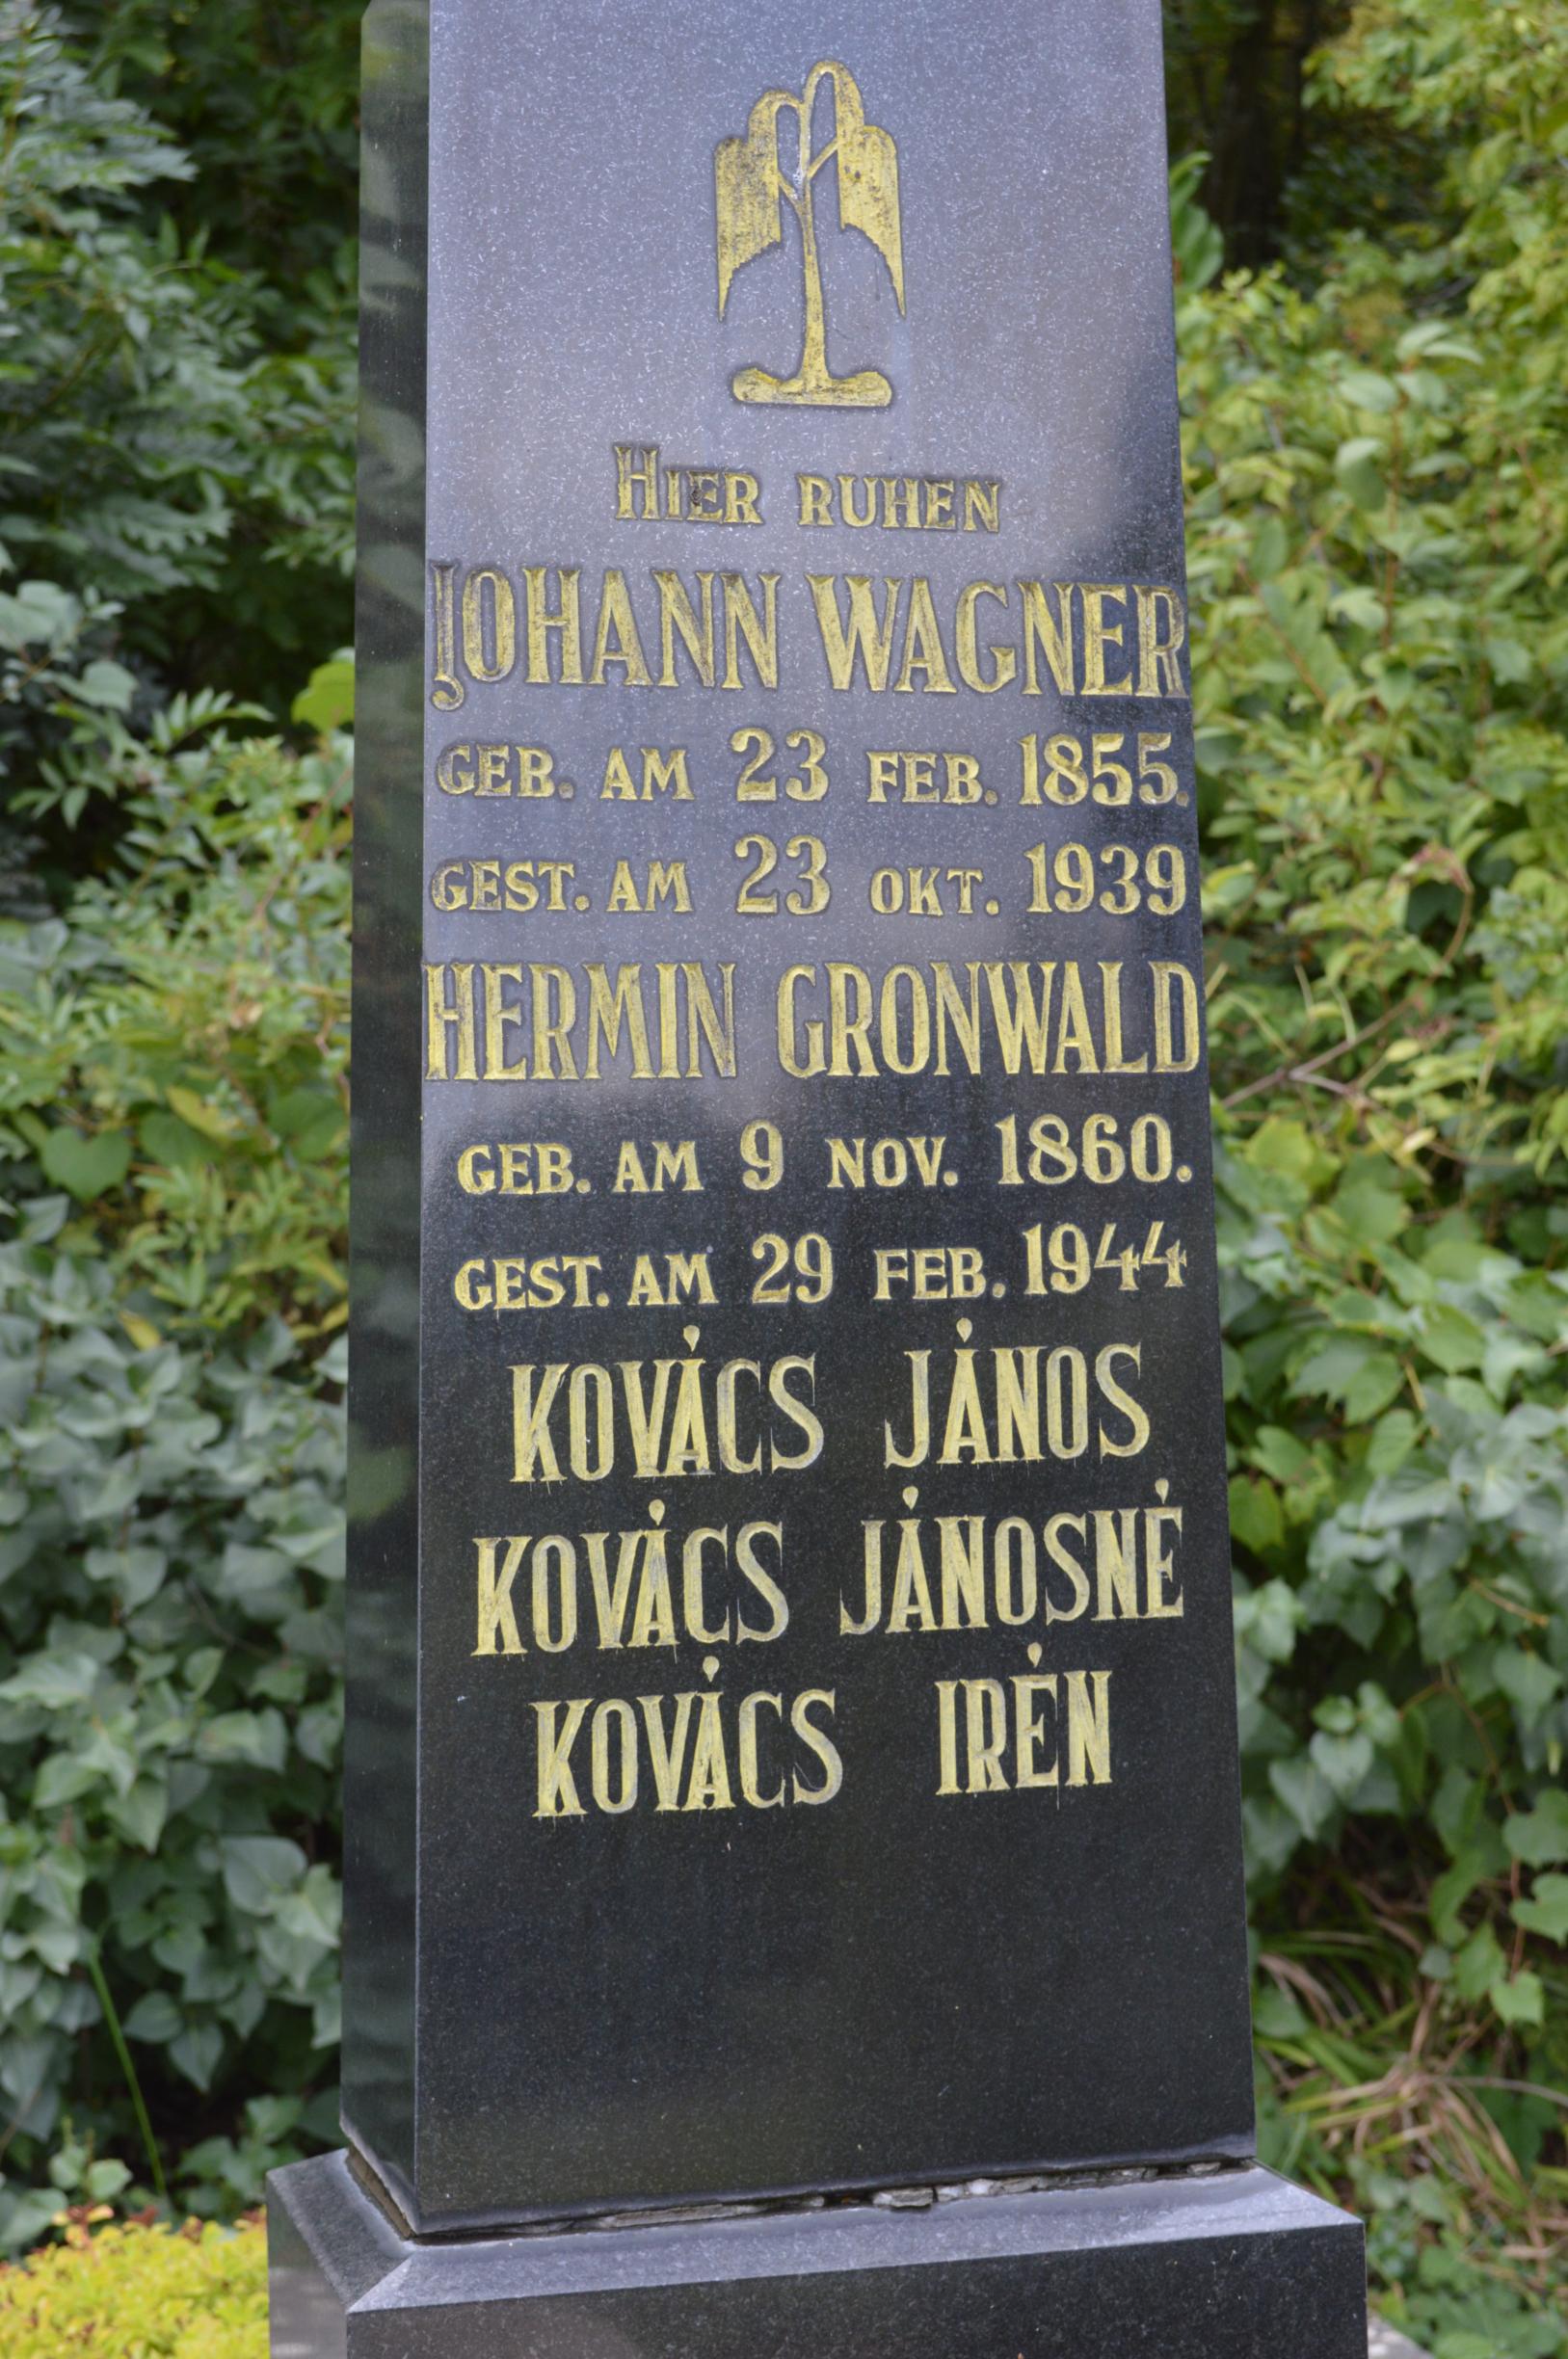 HIER RUHEN
JOHANN WAGNER
GEB. AM 23 FEB. 1855.
GEST. AM 23 OKT. 1939
HERMIN GRONWALD
GEB. AM 9 NOV. 1860.
GEST. AM 29 FEB. 1944
KOVÁCS JÁNOS
KOVÁCS JÁNOSNÉ
KOVÁCS IRÉN